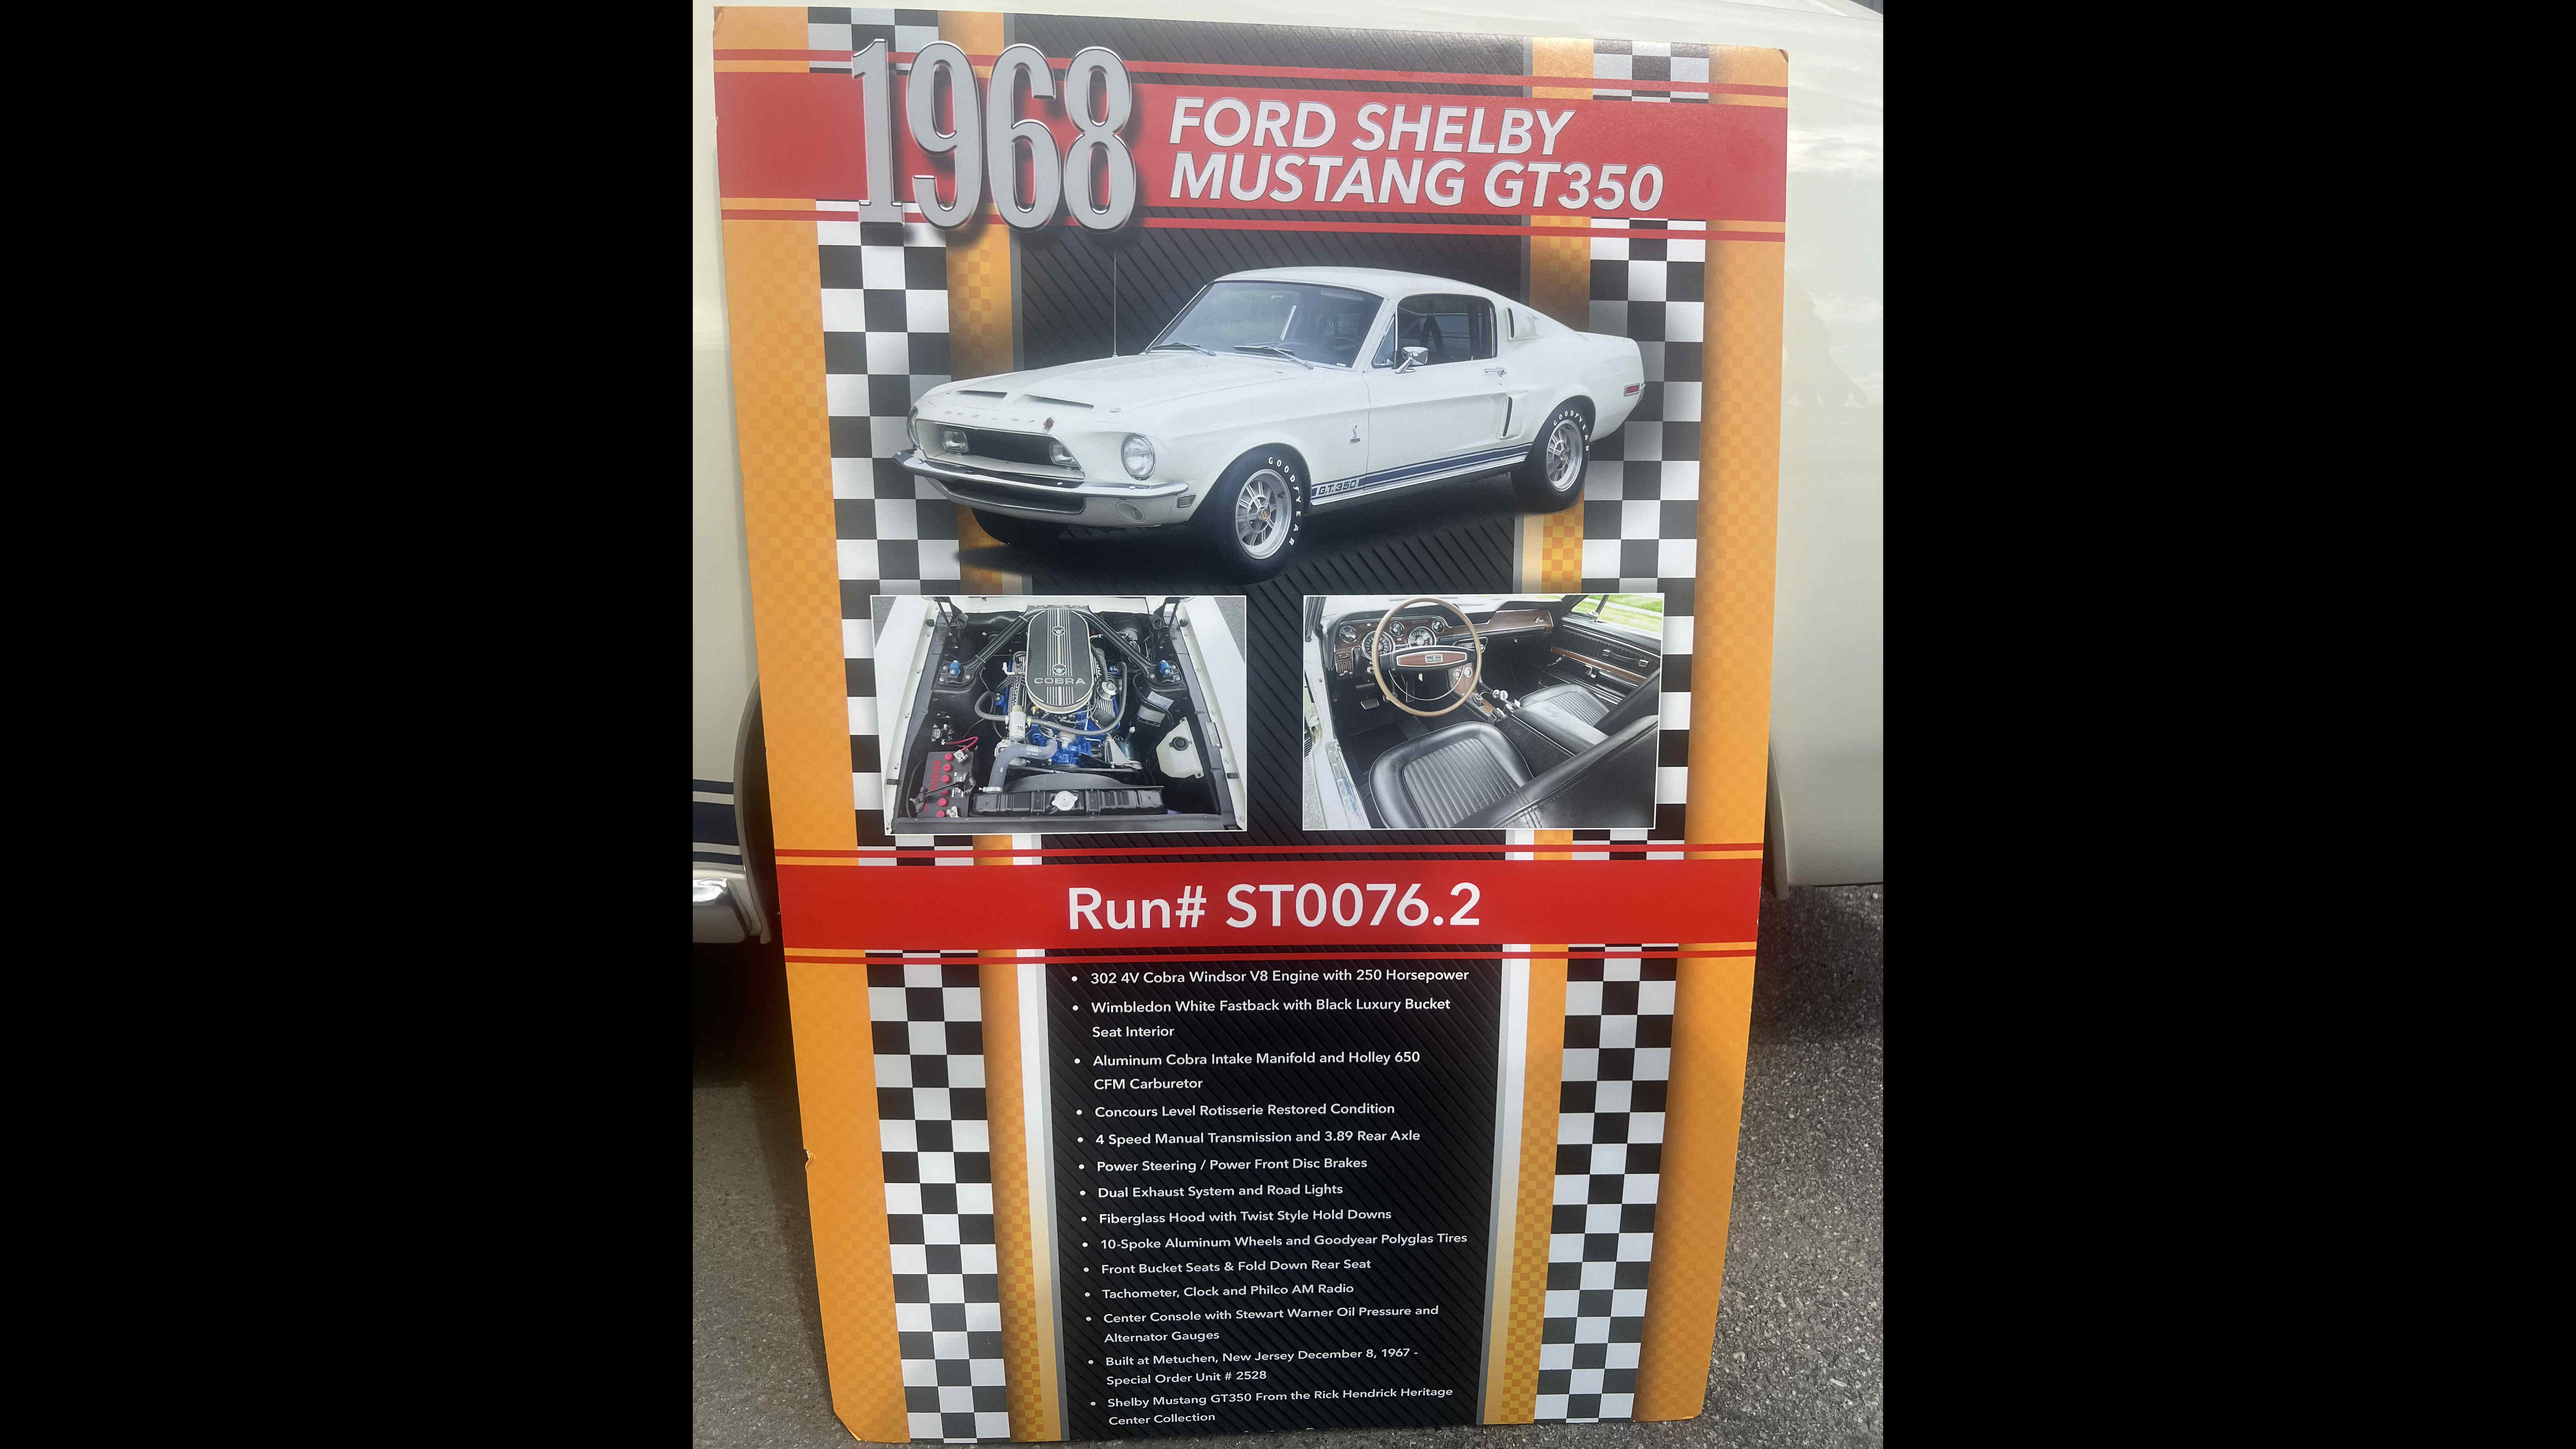 1968
FORD SHELBY
MUSTANG GT350
SHELBY
GOODYEAR
GOODYEAR
G.T.350
COBRA
Run# ST0076.2
• 302 4V Cobra Windsor V8 Engine with 250 Horsepower
• Wimbledon White Fastback with Black Luxury Bucket
Seat Interior
• Aluminum Cobra Intake Manifold and Holley 650
CFM Carburetor
• Concours Level Rotisserie Restored Condition
• 4 Speed Manual Transmission and 3.89 Rear Axle
• Power Steering / Power Front Disc Brakes
• Dual Exhaust System and Road Lights
• Fiberglass Hood with Twist Style Hold Downs
• 10-Spoke Aluminum Wheels and Goodyear Polyglas Tires
• Front Bucket Seats & Fold Down Rear Seat
• Tachometer, Clock and Philco AM Radio
• Center Console with Stewart Warner Oil Pressure and
Alternator Gauges
• Built at Metuchen, New Jersey December 8, 1967 -
Special Order Unit # 2528
• Shelby Mustang GT350 From the Rick Hendrick Heritage
Center Collection